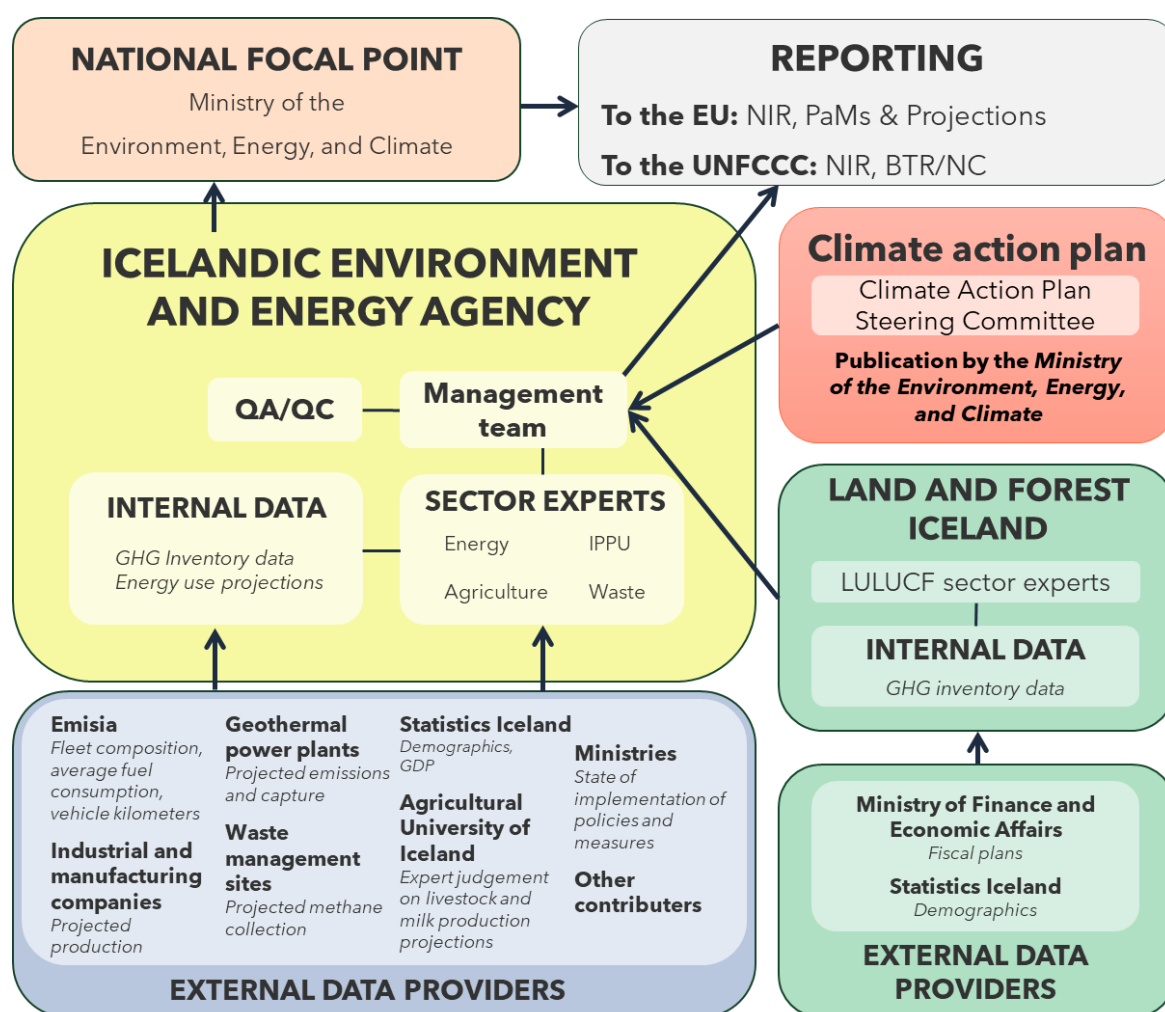 NATIONAL FOCAL POINT
Ministry of the
Environment, Energy, and Climate
REPORTING
To the EU: NIR, PaMs & Projections
To the UNFCCC: NIR, BTR/NC
ICELANDIC ENVIRONMENT
AND ENERGY AGENCY
QA/QC
Management
team
INTERNAL DATA
GHG Inventory data
Energy use projections
SECTOR EXPERTS
Energy
IPPU
Agriculture
Waste
Climate action plan
Climate Action Plan
Steering Committee
Publication by the Ministry
of the Environment, Energy,
and Climate
LAND AND FOREST
ICELAND
LULUCF sector experts
INTERNAL DATA
GHG inventory data
Emisia
Fleet composition,
average fuel
consumption,
vehicle kilometers
Industrial and
manufacturing
companies
Projected
production
Geothermal
power plants
Projected emissions
and capture
Waste
management
sites
Projected methane
collection
Statistics Iceland
Demographics,
GDP
Agricultural
University of
Iceland
Expert judgement
on livestock and
milk production
projections
Ministries
State of
implementation of
policies and
measures
Other
contributers
EXTERNAL DATA PROVIDERS
Ministry of Finance and
Economic Affairs
Fiscal plans
Statistics Iceland
Demographics
EXTERNAL DATA
PROVIDERS